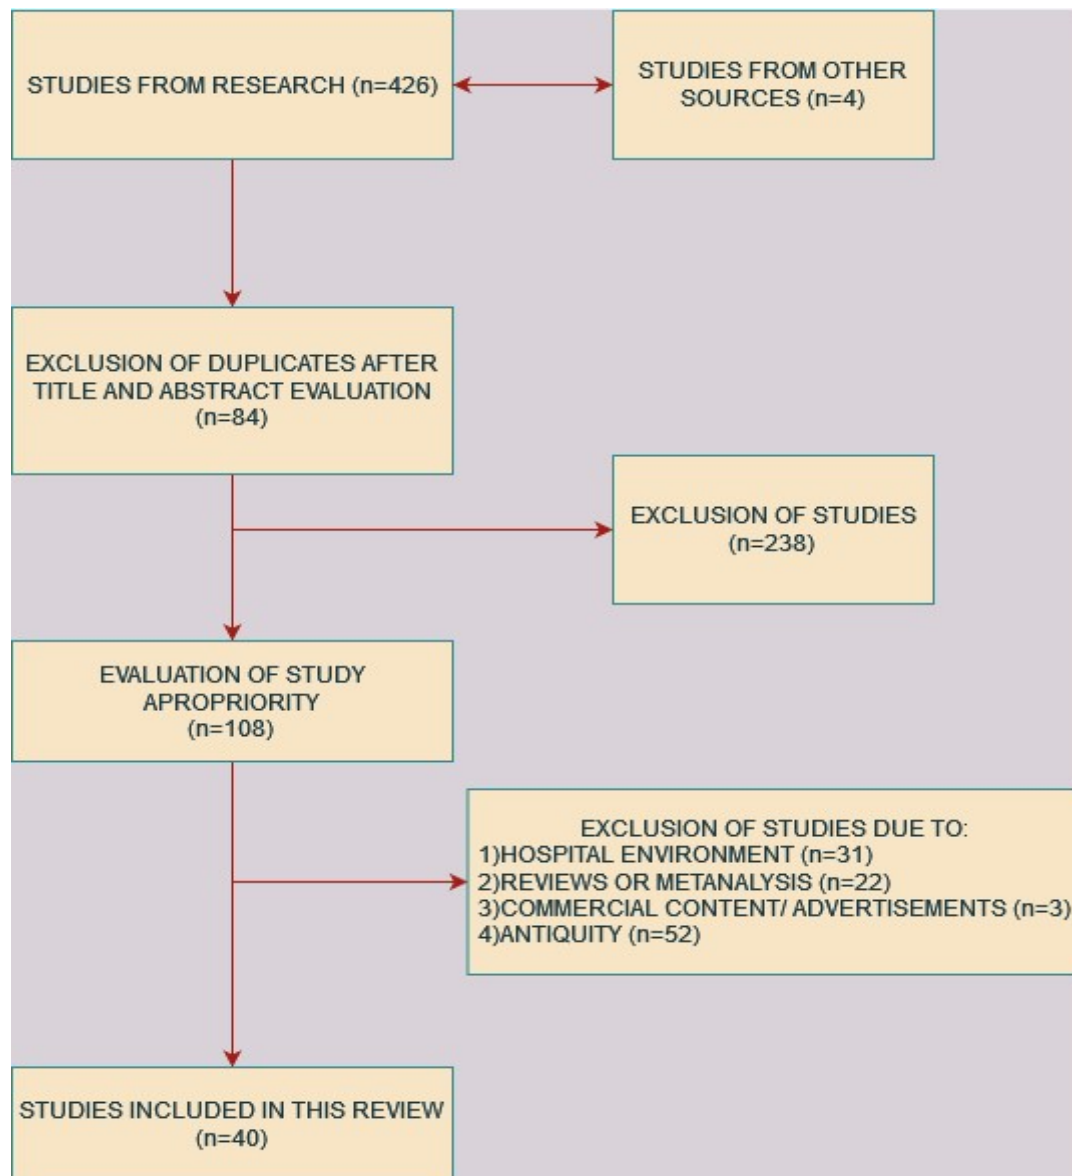 STUDIES FROM RESEARCH (n=426)
STUDIES FROM OTHER
SOURCES (n=4)
EXCLUSION OF DUPLICATES AFTER
TITLE AND ABSTRACT EVALUATION
(n=84)
EXCLUSION OF STUDIES
(n=238)
EVALUATION OF STUDY
APROPRIORITY
(n=108)
EXCLUSION OF STUDIES DUE TO:
1)HOSPITAL ENVIRONMENT (n=31)
2)REVIEWS OR METANALYSIS (n=22)
3)COMMERCIAL CONTENT/ ADVERTISEMENTS (n=3)
4)ANTIQUITY (n=52)
STUDIES INCLUDED IN THIS REVIEW
(n=40)